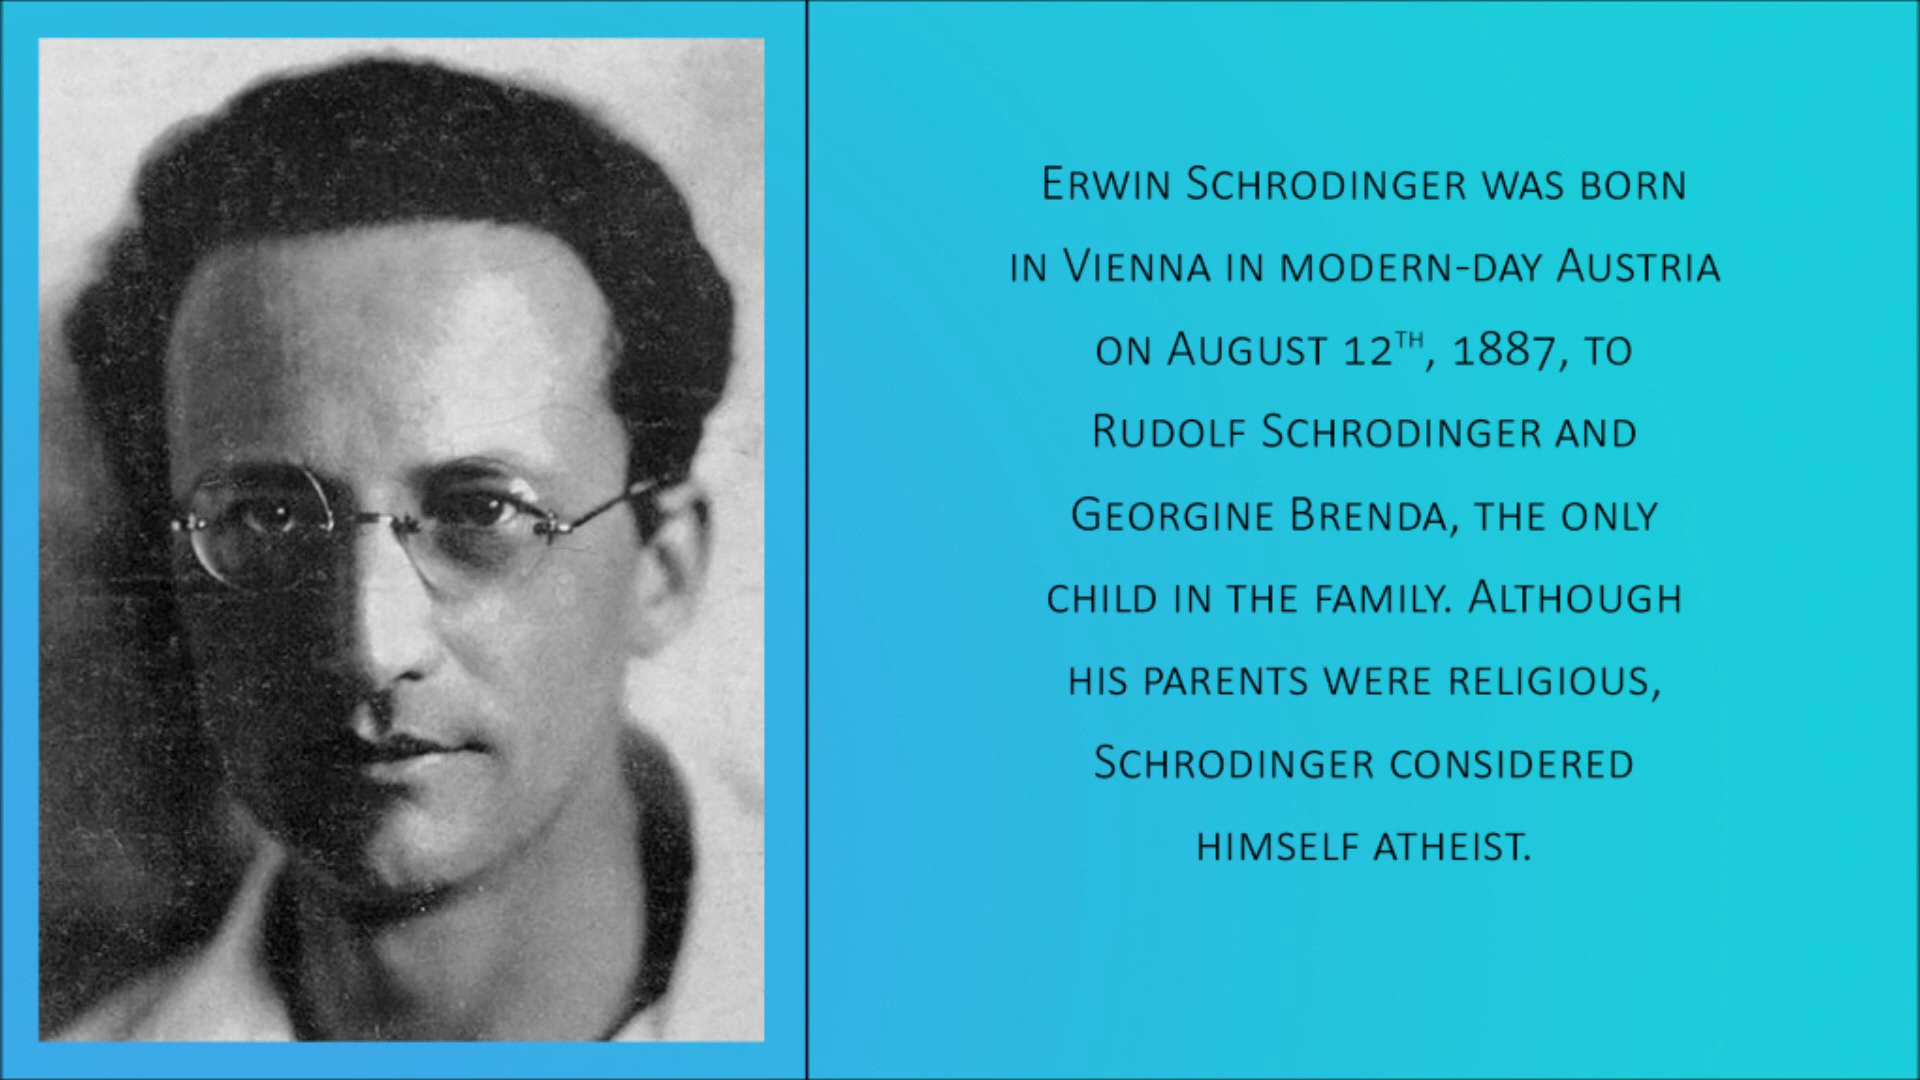 Erwin Schrodinger was born
in Vienna in modern-day Austria
on August 12th, 1887, to
Rudolf Schrodinger and
Georgine Brenda, the only
child in the family. Although
his parents were religious,
Schrodinger considered
himself atheist.